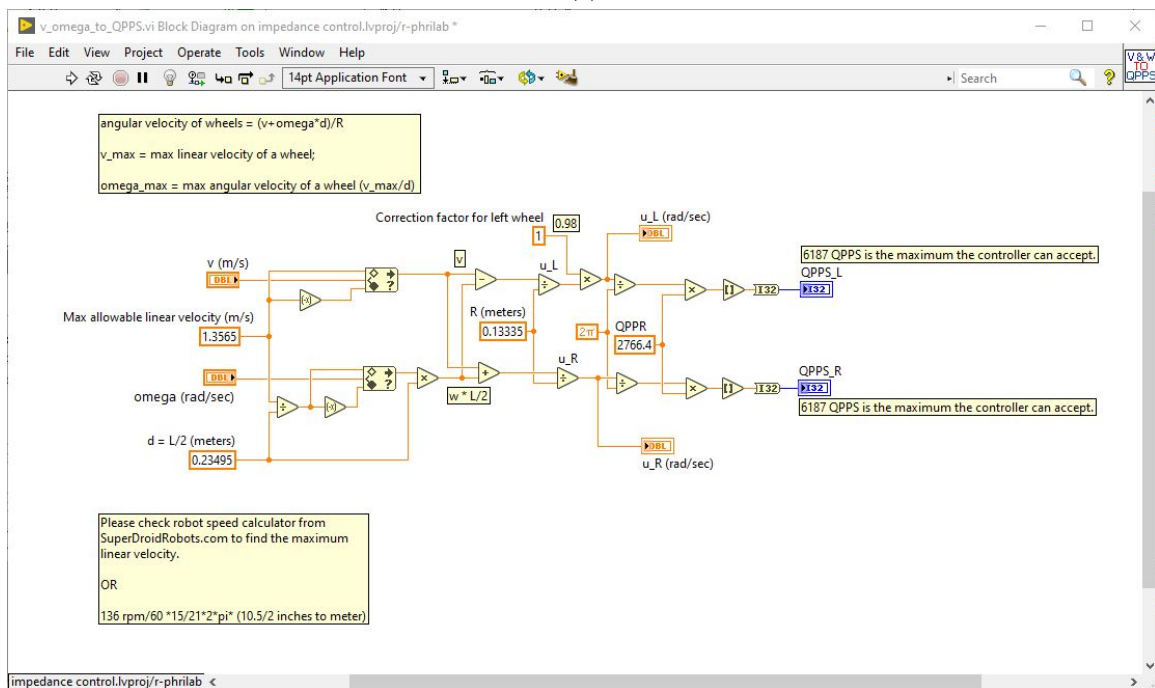 v_omega_to_QPPS.vi Block Diagram on impedance control.lvproj/r-phrilab *
File Edit View Project Operate Tools Window Help
14pt Application Font
Search
V & W
TO
QPPS
angular velocity of wheels = (v+omega*d)/R
v_max = max linear velocity of a wheel;
omega_max = max angular velocity of a wheel (v_max/d)
Correction factor for left wheel
0.98
1
u_L (rad/sec)
DBL
6187 QPPS is the maximum the controller can accept.
v (m/s)
DBL
v
u_L
QPPS_L
I32
I32
R (meters)
0.13335
Max allowable linear velocity (m/s)
1.3565
2π
QPPR
2766.4
u_R
QPPS_R
DBL
omega (rad/sec)
w * L/2
I32
I32
6187 QPPS is the maximum the controller can accept.
d = L/2 (meters)
0.23495
DBL
u_R (rad/sec)
Please check robot speed calculator from
SuperDroidRobots.com to find the maximum
linear velocity.
OR
136 rpm/60 *15/21*2*pi* (10.5/2 inches to meter)
impedance control.lvproj/r-phrilab